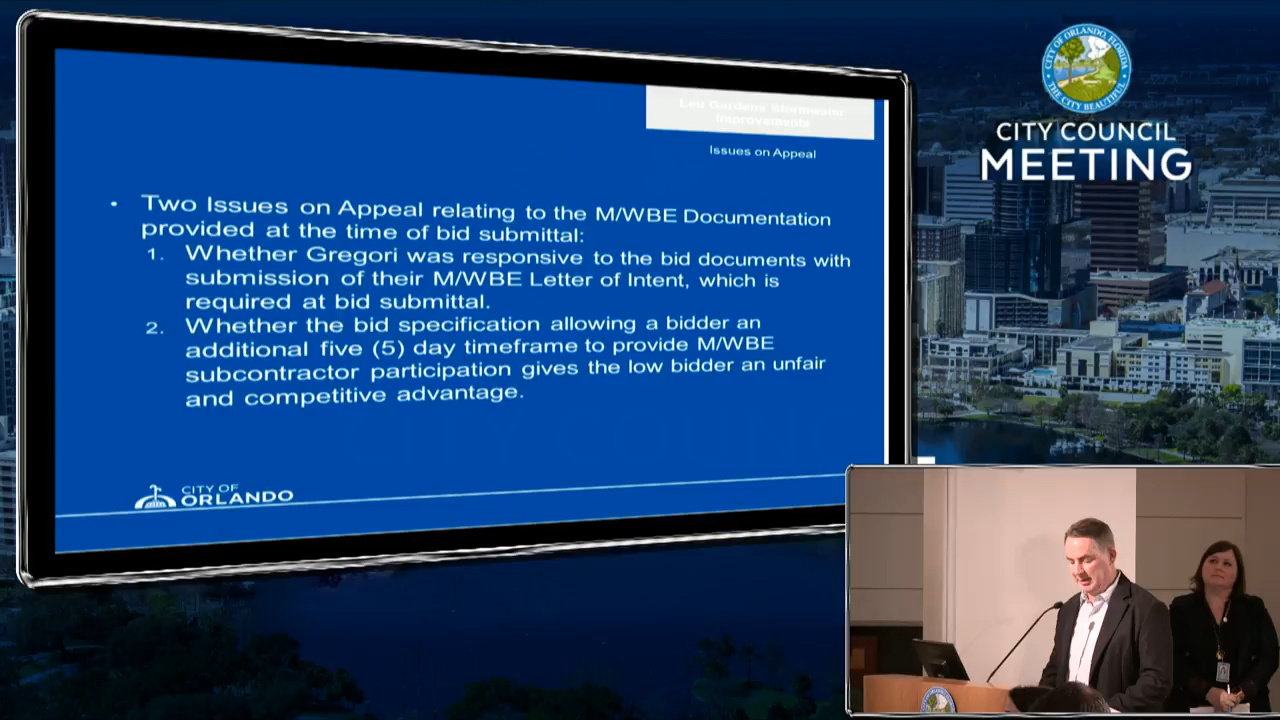 Leu Gardens Stormwater
Improvements
Issues on Appeal
• Two Issues on Appeal relating to the M/WBE Documentation
provided at the time of bid submittal:
1. Whether Gregori was responsive to the bid documents with
submission of their M/WBE Letter of Intent, which is
required at bid submittal.
2. Whether the bid specification allowing a bidder an
additional five (5) day timeframe to provide M/WBE
subcontractor participation gives the low bidder an unfair
and competitive advantage.
CITY OF
ORLANDO
CITY OF ORLANDO, FLORIDA
THE CITY BEAUTIFUL
CITY COUNCIL
MEETING